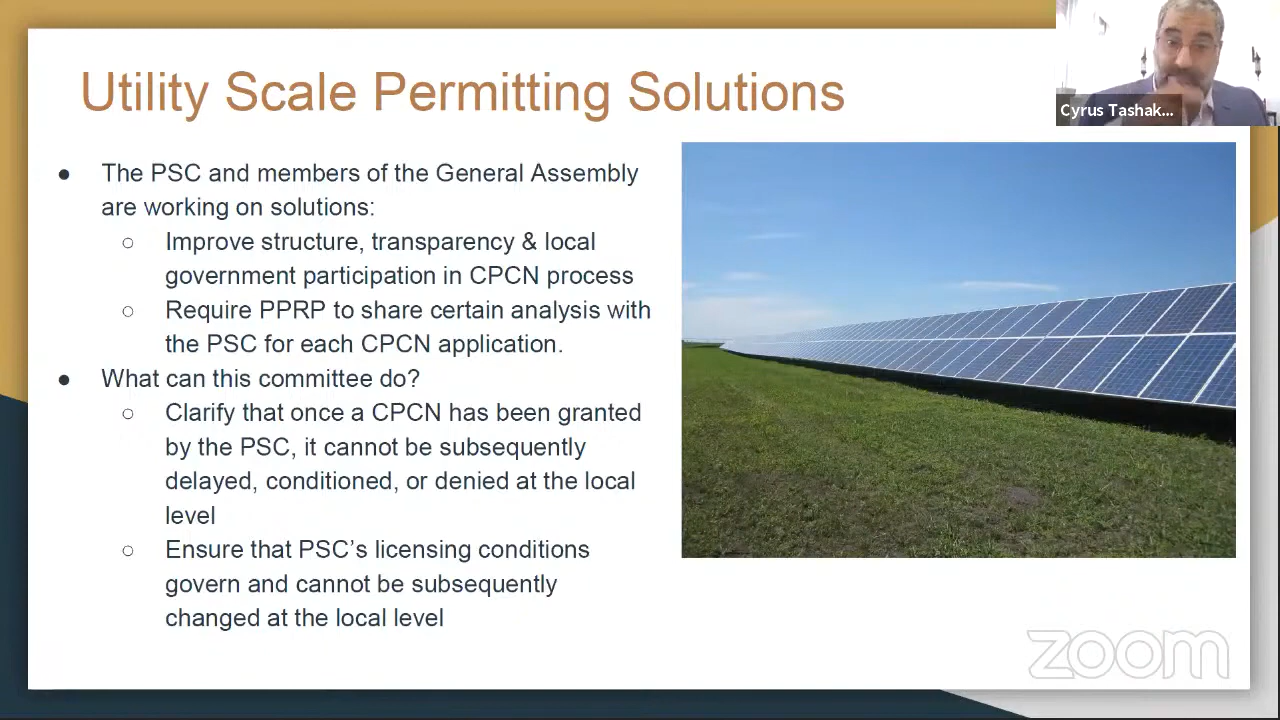 Utility Scale Permitting Solutions
Cyrus Tashak...
● The PSC and members of the General Assembly
are working on solutions:
○ Improve structure, transparency & local
government participation in CPCN process
○ Require PPRP to share certain analysis with
the PSC for each CPCN application.
● What can this committee do?
○ Clarify that once a CPCN has been granted
by the PSC, it cannot be subsequently
delayed, conditioned, or denied at the local
level
○ Ensure that PSC’s licensing conditions
govern and cannot be subsequently
changed at the local level
zoom